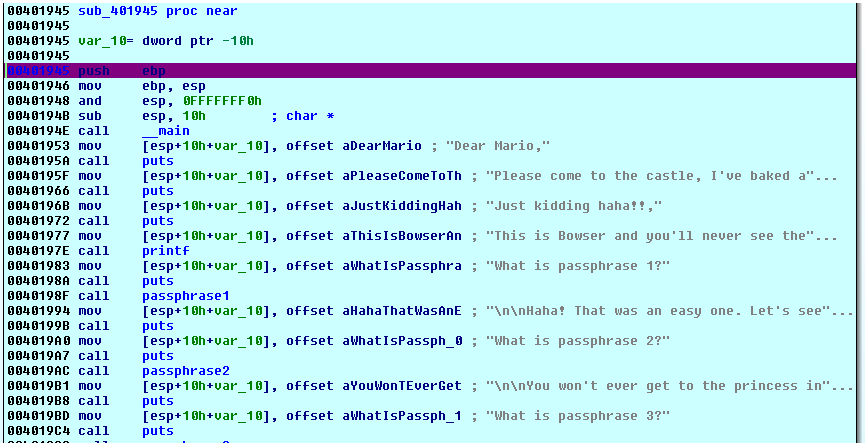 00401945 sub_401945 proc near
00401945
00401945 var_10= dword ptr -10h
00401945
00401945 push ebp
00401946 mov ebp, esp
00401948 and esp, 0FFFFFFF0h
0040194B sub esp, 10h ; char *
0040194E call __main
00401953 mov [esp+10h+var_10], offset aDearMario ; "Dear Mario,"
0040195A call puts
0040195F mov [esp+10h+var_10], offset aPleaseComeToTh ; "Please come to the castle, I've baked a"...
00401966 call puts
0040196B mov [esp+10h+var_10], offset aJustKiddingHah ; "Just kidding haha!!,"
00401972 call puts
00401977 mov [esp+10h+var_10], offset aThisIsBowserAn ; "This is Bowser and you'll never see the"...
0040197E call printf
00401983 mov [esp+10h+var_10], offset aWhatIsPassphra ; "What is passphrase 1?"
0040198A call puts
0040198F call passphrase1
00401994 mov [esp+10h+var_10], offset aHahaThatWasAnE ; "\n\nHaha! That was an easy one. Let's see"...
0040199B call puts
004019A0 mov [esp+10h+var_10], offset aWhatIsPassph_0 ; "What is passphrase 2?"
004019A7 call puts
004019AC call passphrase2
004019B1 mov [esp+10h+var_10], offset aYouWonTEverGet ; "\n\nYou won't ever get to the princess in"...
004019B8 call puts
004019BD mov [esp+10h+var_10], offset aWhatIsPassph_1 ; "What is passphrase 3?"
004019C4 call puts